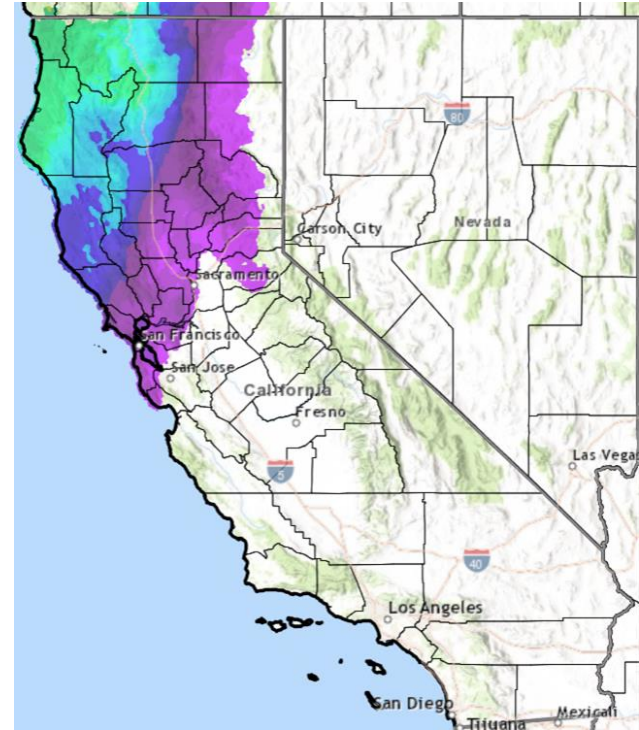 80
Nevada
Carson City
Sacramento
San Francisco
San Jose
California
Fresno
Las Vegas
5
40
Los Angeles
San Diego
Mexicali
Tijuana